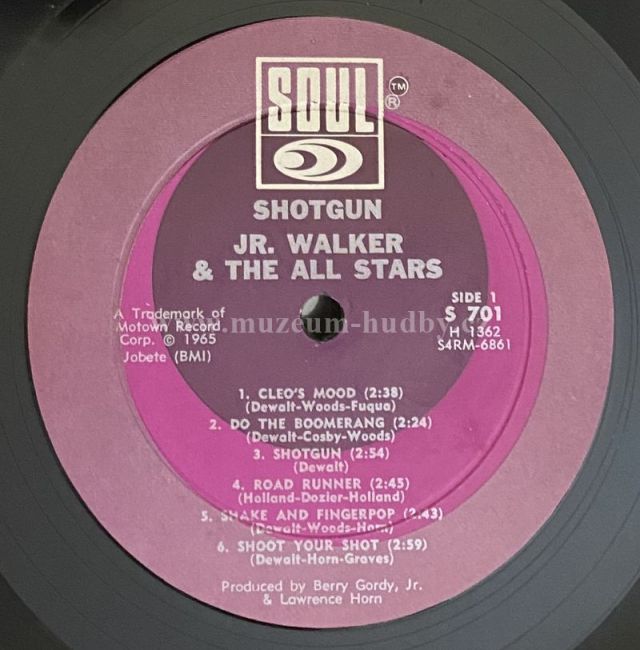 SOUL
TM
®
SHOTGUN
JR. WALKER
& THE ALL STARS
SIDE 1
S 701
H 1362
S4RM-6861
A Trademark of
Motown Record
Corp. © 1965
Jobete (BMI)
www.muzeum-hudby.
1. CLEO'S MOOD (2:38)
(Dewalt-Woods-Fuqua)
2. DO THE BOOMERANG (2:24)
(Dewalt-Cosby-Woods)
3. SHOTGUN (2:54)
(Dewalt)
4. ROAD RUNNER (2:45)
(Holland-Dozier-Holland)
5. SHAKE AND FINGERPOP (2:43)
(Dewalt-Woods-Horn)
6. SHOOT YOUR SHOT (2:59)
(Dewalt-Horn-Graves)
Produced by Berry Gordy, Jr.
& Lawrence Horn